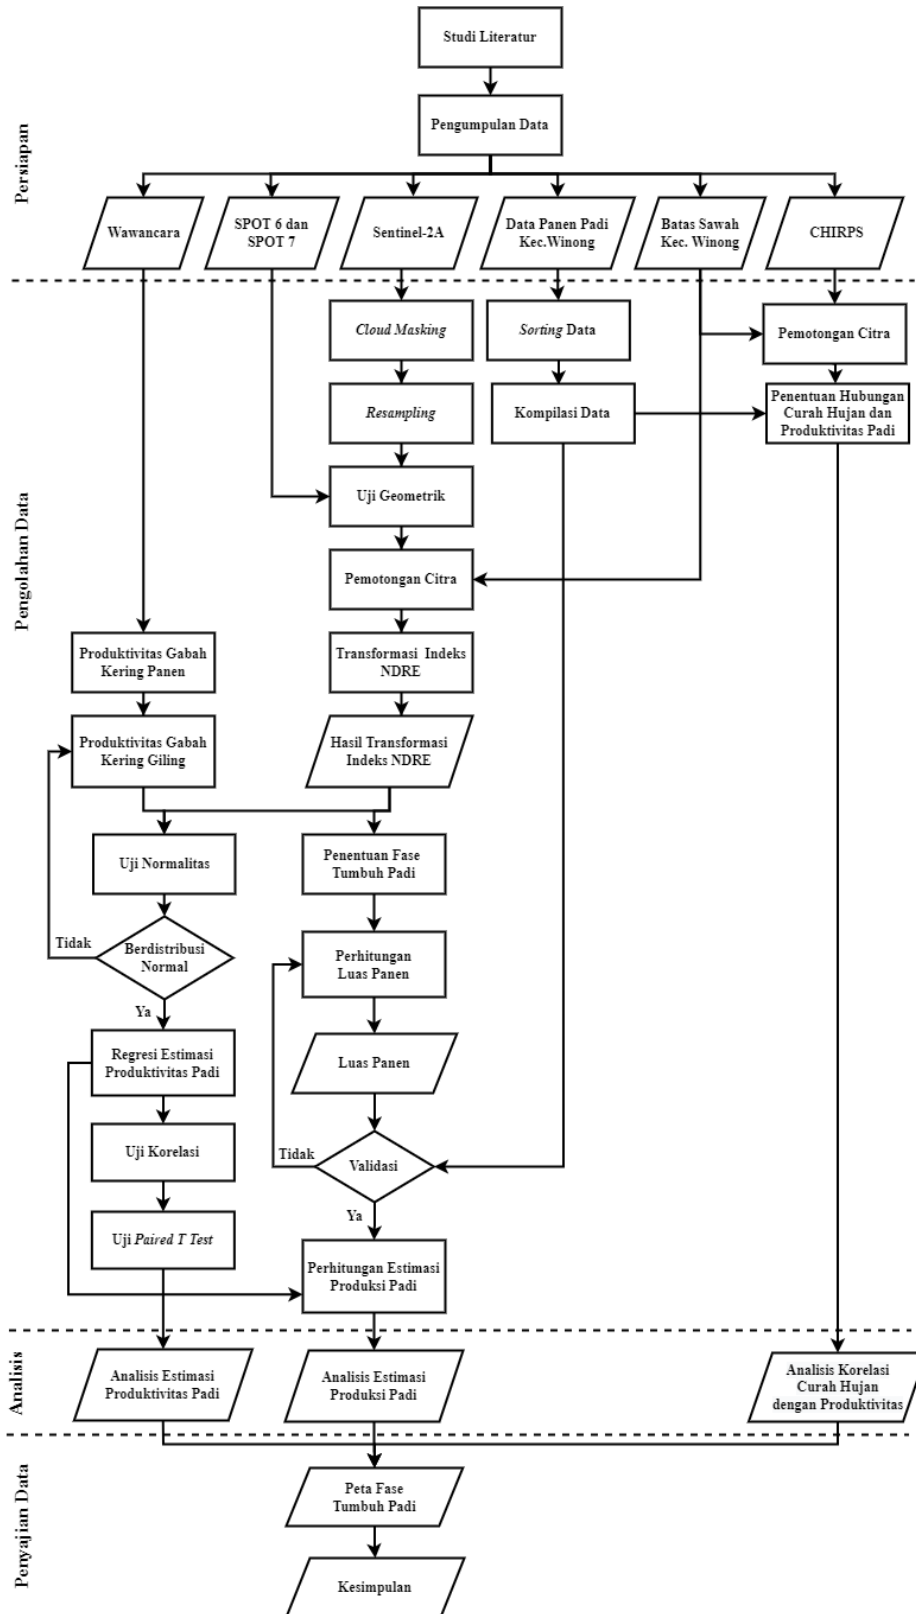 Studi Literatur
Pengumpulan Data
Persiapan
Wawancara
SPOT 6 dan
SPOT 7
Sentinel-2A
Data Panen Padi
Kec.Winong
Batas Sawah
Kec. Winong
CHIRPS
Pengolahan Data
Cloud Masking
Sorting Data
Pemotongan Citra
Resampling
Kompilasi Data
Penentuan Hubungan
Curah Hujan dan
Produktivitas Padi
Uji Geometrik
Pemotongan Citra
Produktivitas Gabah
Kering Panen
Transformasi Indeks
NDRE
Produktivitas Gabah
Kering Giling
Hasil Transformasi
Indeks NDRE
Uji Normalitas
Penentuan Fase
Tumbuh Padi
Tidak
Berdistribusi
Normal
Perhitungan
Luas Panen
Ya
Regresi Estimasi
Produktivitas Padi
Luas Panen
Uji Korelasi
Tidak
Validasi
Ya
Uji Paired T Test
Perhitungan Estimasi
Produksi Padi
Analisis
Analisis Estimasi
Produktivitas Padi
Analisis Estimasi
Produksi Padi
Analisis Korelasi
Curah Hujan
dengan Produktivitas
Penyajian Data
Peta Fase
Tumbuh Padi
Kesimpulan